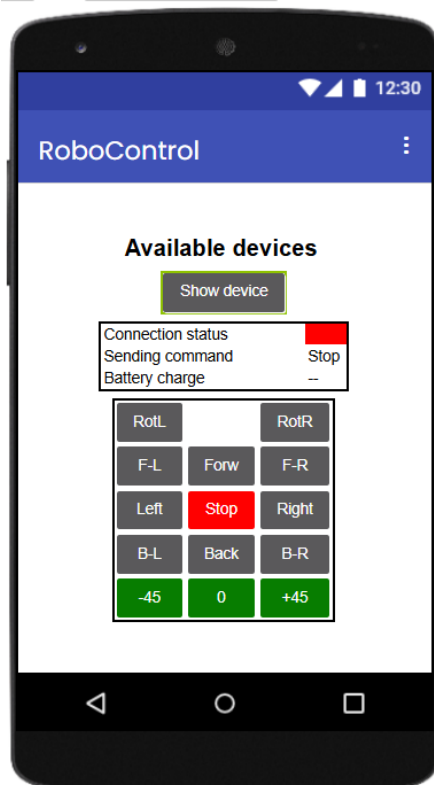 12:30
RoboControl
Available devices
Show device
Connection status
Sending command Stop
Battery charge --
RotL RotR
F-L Forw F-R
Left Stop Right
B-L Back B-R
-45 0 +45